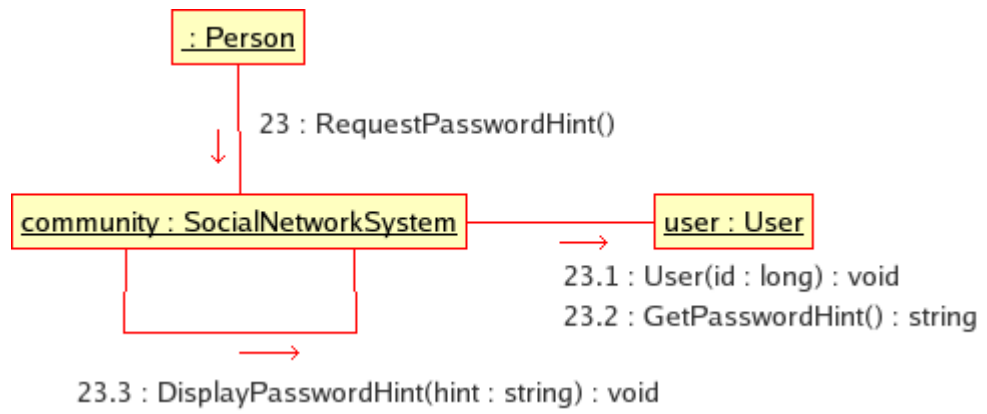 : Person
23 : RequestPasswordHint()
community : SocialNetworkSystem
user : User
23.1 : User(id : long) : void
23.2 : GetPasswordHint() : string
23.3 : DisplayPasswordHint(hint : string) : void